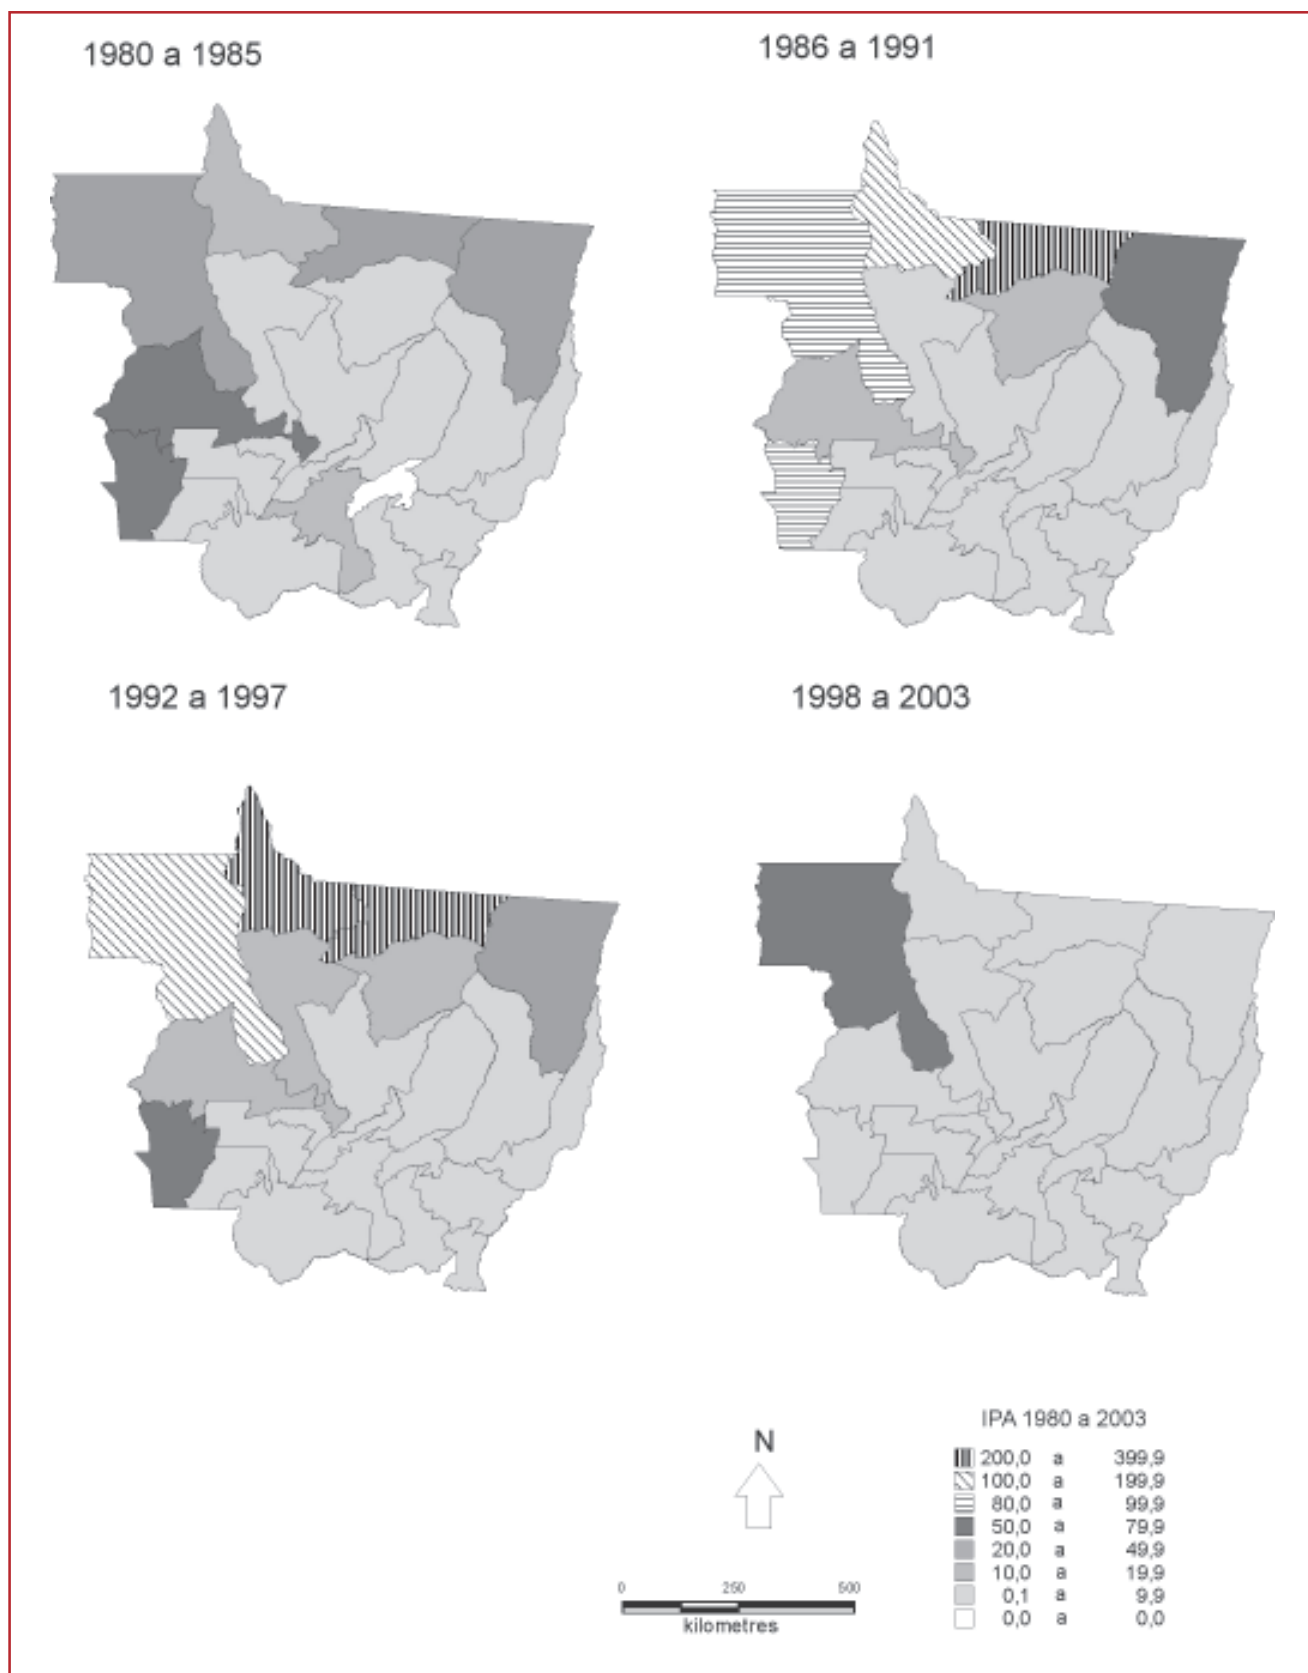 1980 a 1985
1986 a 1991
1992 a 1997
1998 a 2003
N
0 250 500
kilometres
IPA 1980 a 2003
200,0 a 399,9
100,0 a 199,9
80,0 a 99,9
50,0 a 79,9
20,0 a 49,9
10,0 a 19,9
0,1 a 9,9
0,0 a 0,0